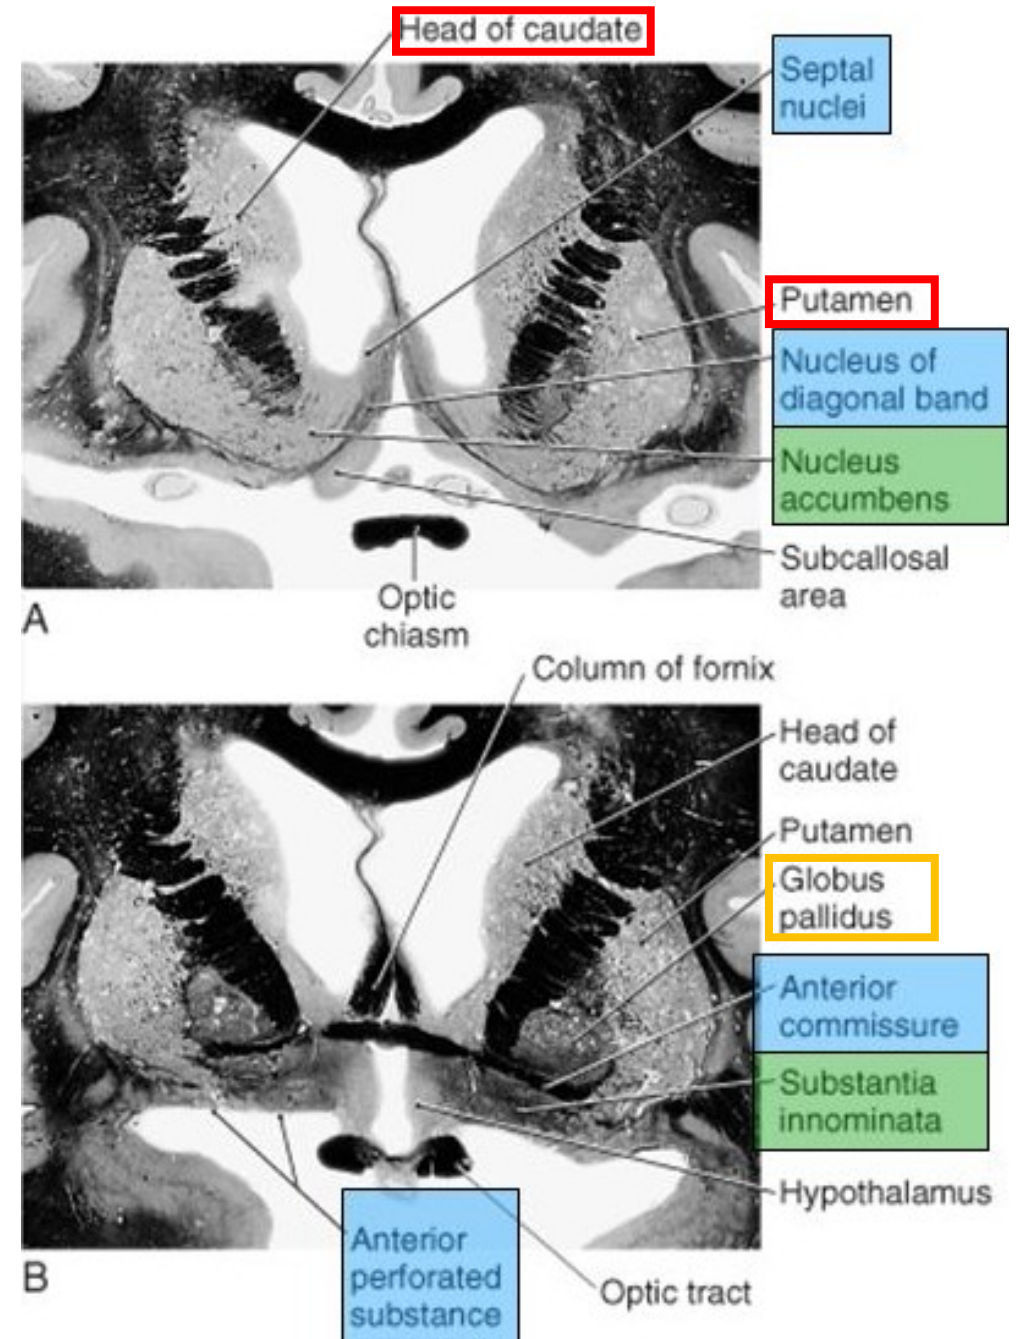 Head of caudate
Septal
nuclei
Putamen
Nucleus of
diagonal band
Nucleus
accumbens
Subcallosal
area
Optic
chiasm
A
Column of fornix
Head of
caudate
Putamen
Globus
pallidus
Anterior
commissure
Substantia
innominata
Hypothalamus
Anterior
perforated
substance
Optic tract
B